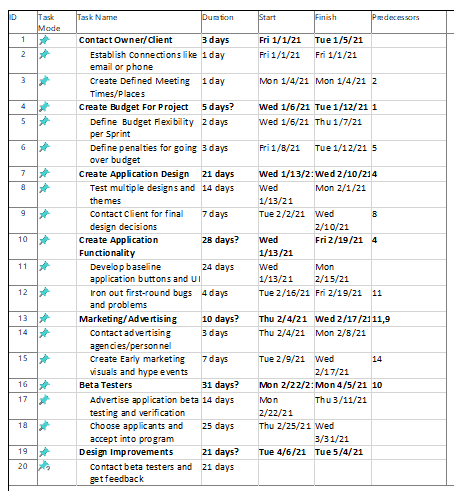 ID Task Mode Task Name Duration Start Finish Predecessors
1 Contact Owner/Client 3 days Fri 1/1/21 Tue 1/5/21
2 Establish Connections like email or phone 1 day Fri 1/1/21 Fri 1/1/21
3 Create Defined Meeting Times/Places 1 day Mon 1/4/21 Mon 1/4/21 2
4 Create Budget For Project 5 days? Wed 1/6/21 Tue 1/12/21 1
5 Define Budget Flexibility per Sprint 2 days Wed 1/6/21 Thu 1/7/21
6 Define penalties for going over budget 3 days Fri 1/8/21 Tue 1/12/21 5
7 Create Application Design 21 days Wed 1/13/2: Wed 2/10/21 4
8 Test multiple designs and themes 14 days Wed 1/13/21 Mon 2/1/21
9 Contact Client for final design decisions 7 days Tue 2/2/21 Wed 2/10/21 8
10 Create Application Functionality 28 days? Wed 1/13/21 Fri 2/19/21 4
11 Develop baseline application buttons and UI 24 days Wed 1/13/21 Mon 2/15/21
12 Iron out first-round bugs and problems 4 days Tue 2/16/21 Fri 2/19/21 11
13 Marketing/Advertising 10 days? Thu 2/4/21 Wed 2/17/21 11,9
14 Contact advertising agencies/personnel 3 days Thu 2/4/21 Mon 2/8/21
15 Create Early marketing visuals and hype events 7 days Tue 2/9/21 Wed 2/17/21 14
16 Beta Testers 31 days? Mon 2/22/2: Mon 4/5/21 10
17 Advertise application beta testing and verification 14 days Mon 2/22/21 Thu 3/11/21
18 Choose applicants and accept into program 25 days Thu 2/25/21 Wed 3/31/21
19 Design Improvements 21 days? Tue 4/6/21 Tue 5/4/21
20 Contact beta testers and get feedback 21 days